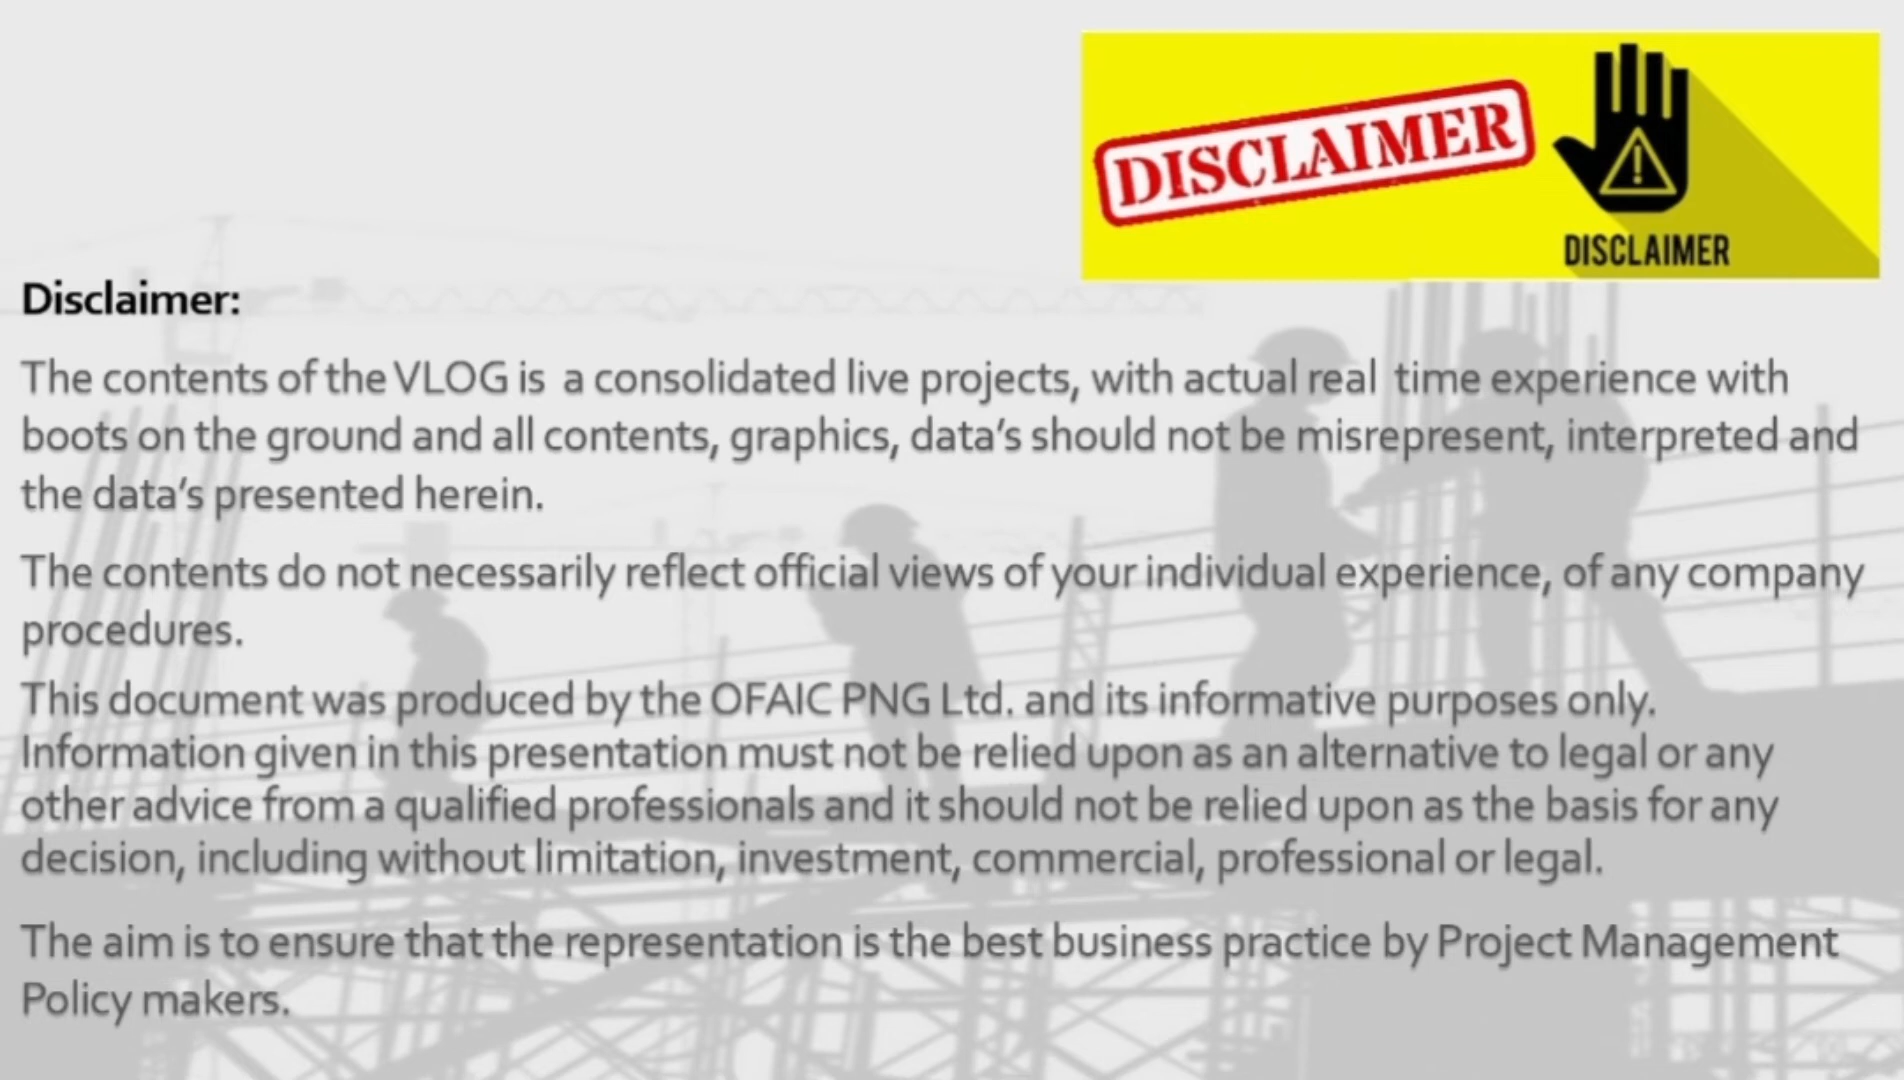 DISCLAIMER
DISCLAIMER
Disclaimer:
The contents of the VLOG is a consolidated live projects, with actual real time experience with
boots on the ground and all contents, graphics, data’s should not be misrepresent, interpreted and
the data’s presented herein.
The contents do not necessarily reflect official views of your individual experience, of any company
procedures.
This document was produced by the OFAIC PNG Ltd. and its informative purposes only.
Information given in this presentation must not be relied upon as an alternative to legal or any
other advice from a qualified professionals and it should not be relied upon as the basis for any
decision, including without limitation, investment, commercial, professional or legal.
The aim is to ensure that the representation is the best business practice by Project Management
Policy makers.